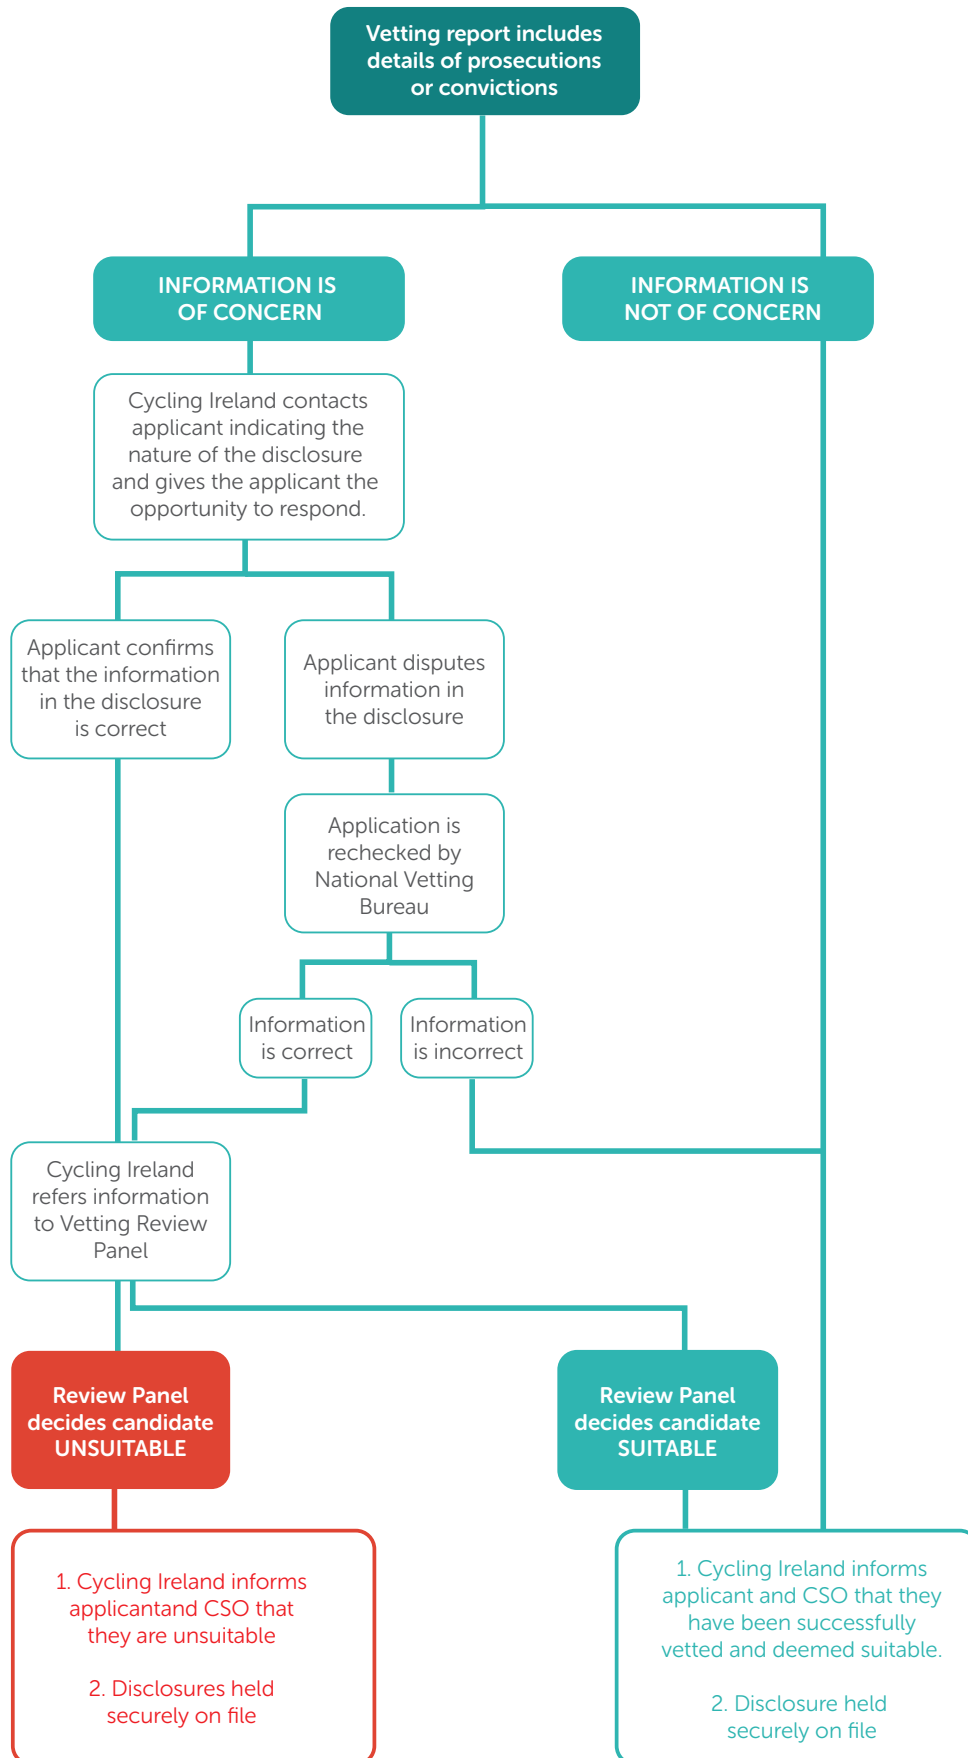 Vetting report includes
details of prosecutions
or convictions
INFORMATION IS
OF CONCERN
INFORMATION IS
NOT OF CONCERN
Cycling Ireland contacts
applicant indicating the
nature of the disclosure
and gives the applicant the
opportunity to respond.
Applicant confirms
that the information
in the disclosure
is correct
Applicant disputes
information in
the disclosure
Application is
rechecked by
National Vetting
Bureau
Information
is correct
Information
is incorrect
Cycling Ireland
refers information
to Vetting Review
Panel
Review Panel
decides candidate
UNSUITABLE
Review Panel
decides candidate
SUITABLE
1. Cycling Ireland informs
applicantand CSO that
they are unsuitable
2. Disclosures held
securely on file
1. Cycling Ireland informs
applicant and CSO that they
have been successfully
vetted and deemed suitable.
2. Disclosure held
securely on file